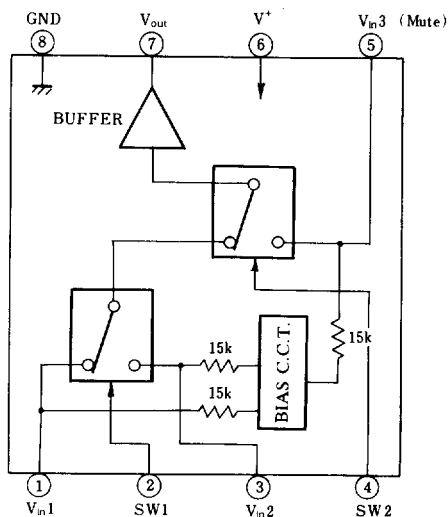 GND Vout V+ Vin3 (Mute)
8 7 6 5
BUFFER
15k
15k
15k
BIAS C.C.T.
1 2 3 4
Vin1 SW1 Vin2 SW2